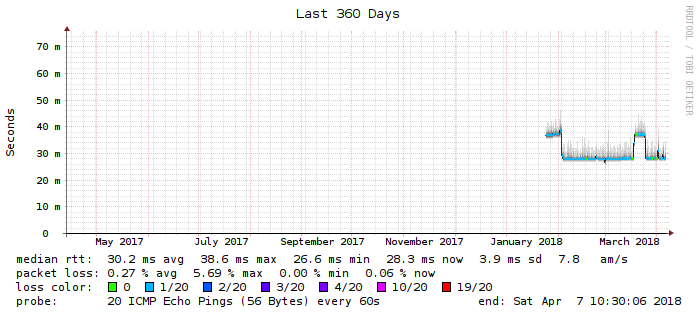 Last 360 Days
RRDTOOL / TOBI OETIKER
Seconds
70 m
60 m
50 m
40 m
30 m
20 m
10 m
0
May 2017 July 2017 September 2017 November 2017 January 2018 March 2018
median rtt: 30.2 ms avg 38.6 ms max 26.6 ms min 28.3 ms now 3.9 ms sd 7.8 am/s
packet loss: 0.27 % avg 5.69 % max 0.00 % min 0.06 % now
loss color: 0 1/20 2/20 3/20 4/20 10/20 19/20
probe: 20 ICMP Echo Pings (56 Bytes) every 60s end: Sat Apr 7 10:30:06 2018